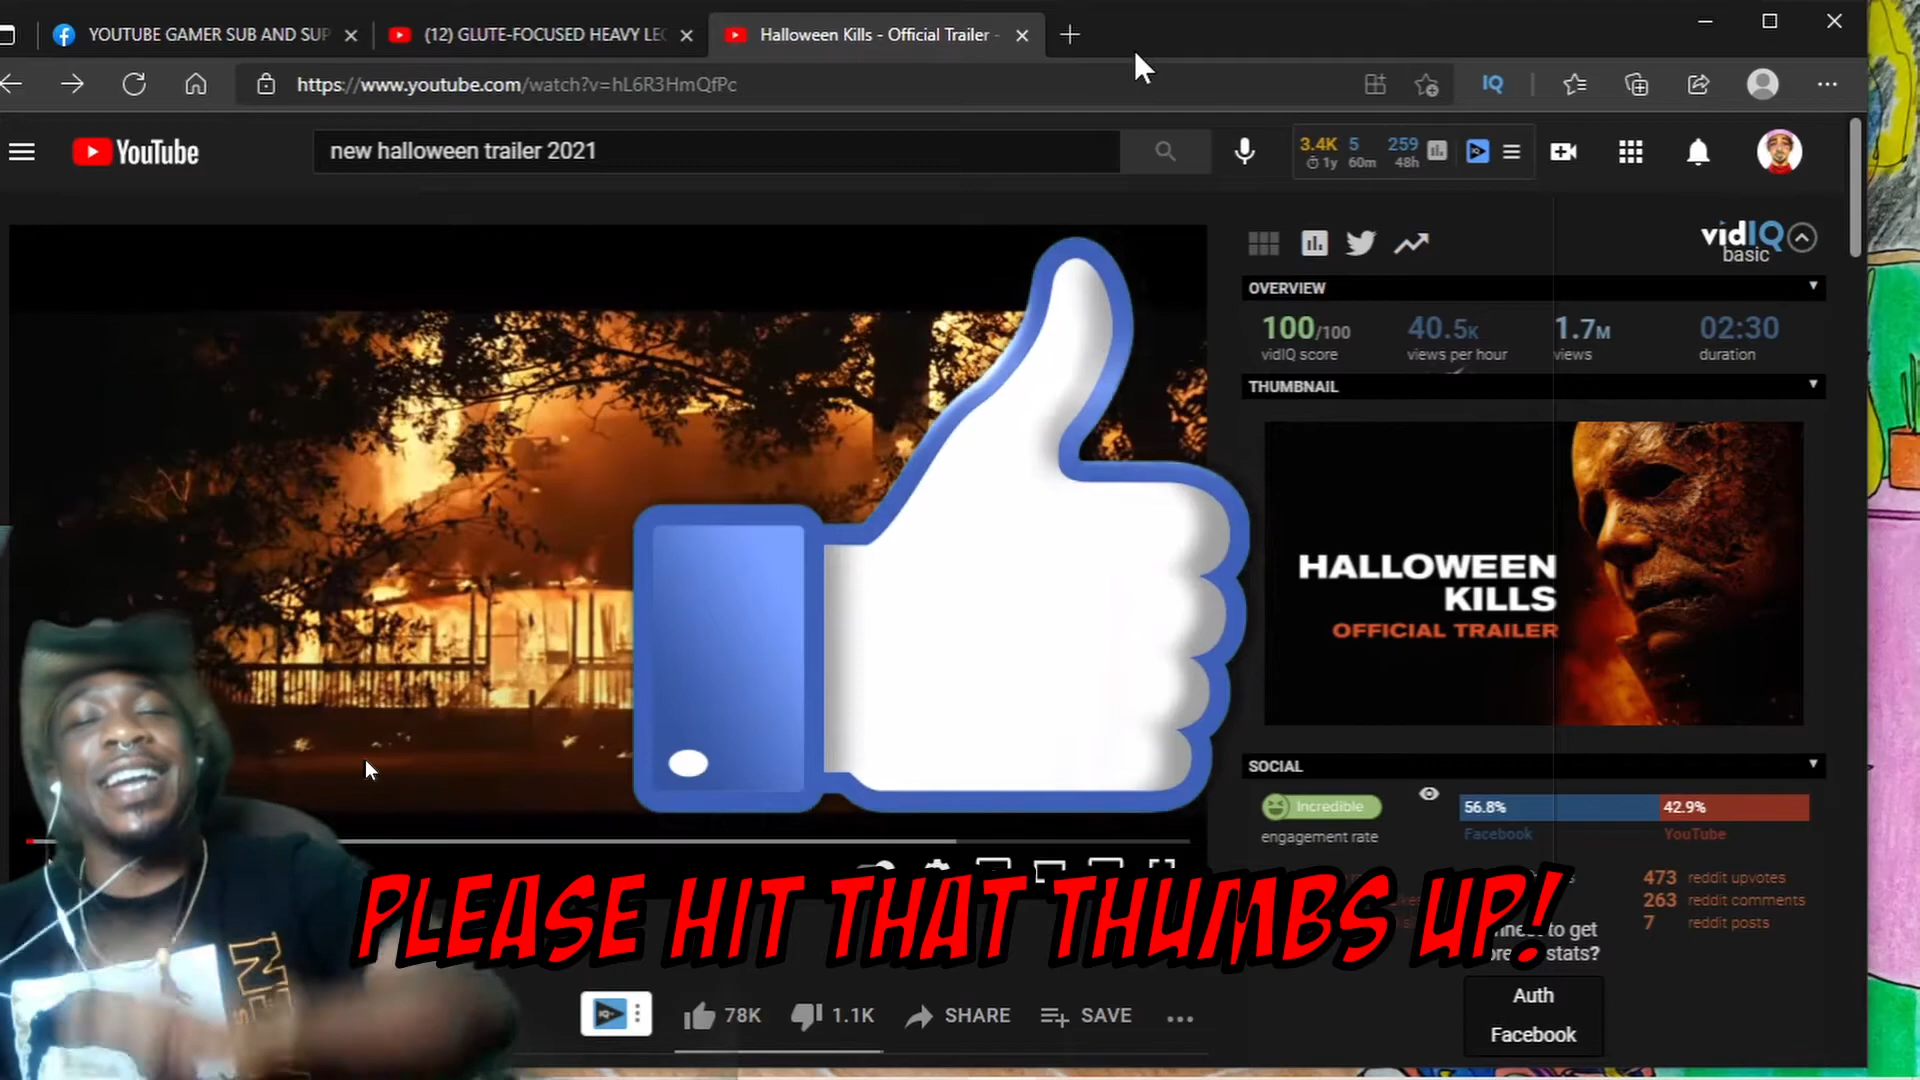 YOUTUBE GAMER SUB AND SUP
(12) GLUTE-FOCUSED HEAVY LEG
Halloween Kills - Official Trailer -
https://www.youtube.com/watch?v=hL6R3HmQfPc
IQ
YouTube
new halloween trailer 2021
3.4K 5 259
1y 60m 48h
vidIQ
basic
OVERVIEW
100/100 40.5K 1.7M 02:30
vidIQ score views per hour views duration
THUMBNAIL
HALLOWEEN
KILLS
OFFICIAL TRAILER
SOCIAL
Incredible 56.8% 42.9%
engagement rate Facebook YouTube
473 reddit upvotes
263 reddit comments
7 reddit posts
PLEASE HIT THAT THUMBS UP!
to get
stats?
Auth
Facebook
IQ 78K 1.1K SHARE SAVE